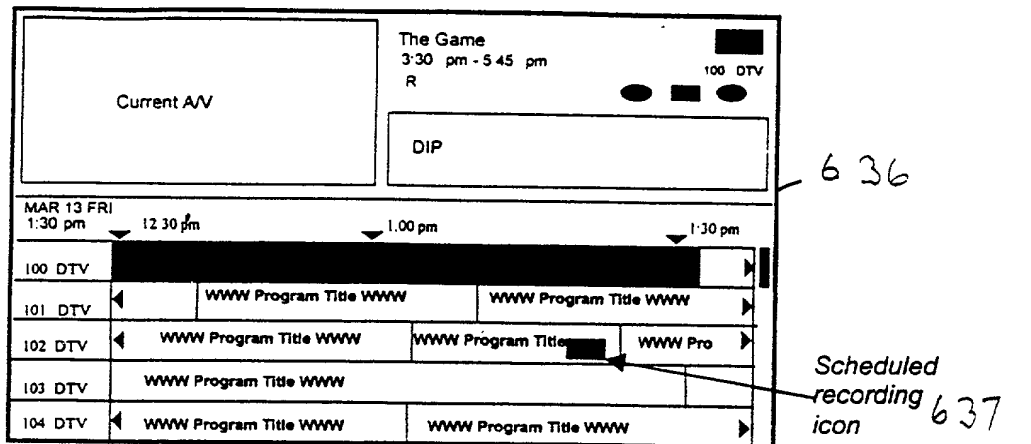 The Game
3:30 pm - 5 45 pm
R
100 DTV
Current A/V
DIP
6 36
MAR 13 FRI
1:30 pm
12 30 pm
1.00 pm
1:30 pm
100 DTV
101 DTV
WWW Program Title WWW
WWW Program Title WWW
102 DTV
WWW Program Title WWW
WWW Program Title
WWW Pro
103 DTV
WWW Program Title WWW
104 DTV
WWW Program Title WWW
WWW Program Title WWW
Scheduled
recording
icon
637